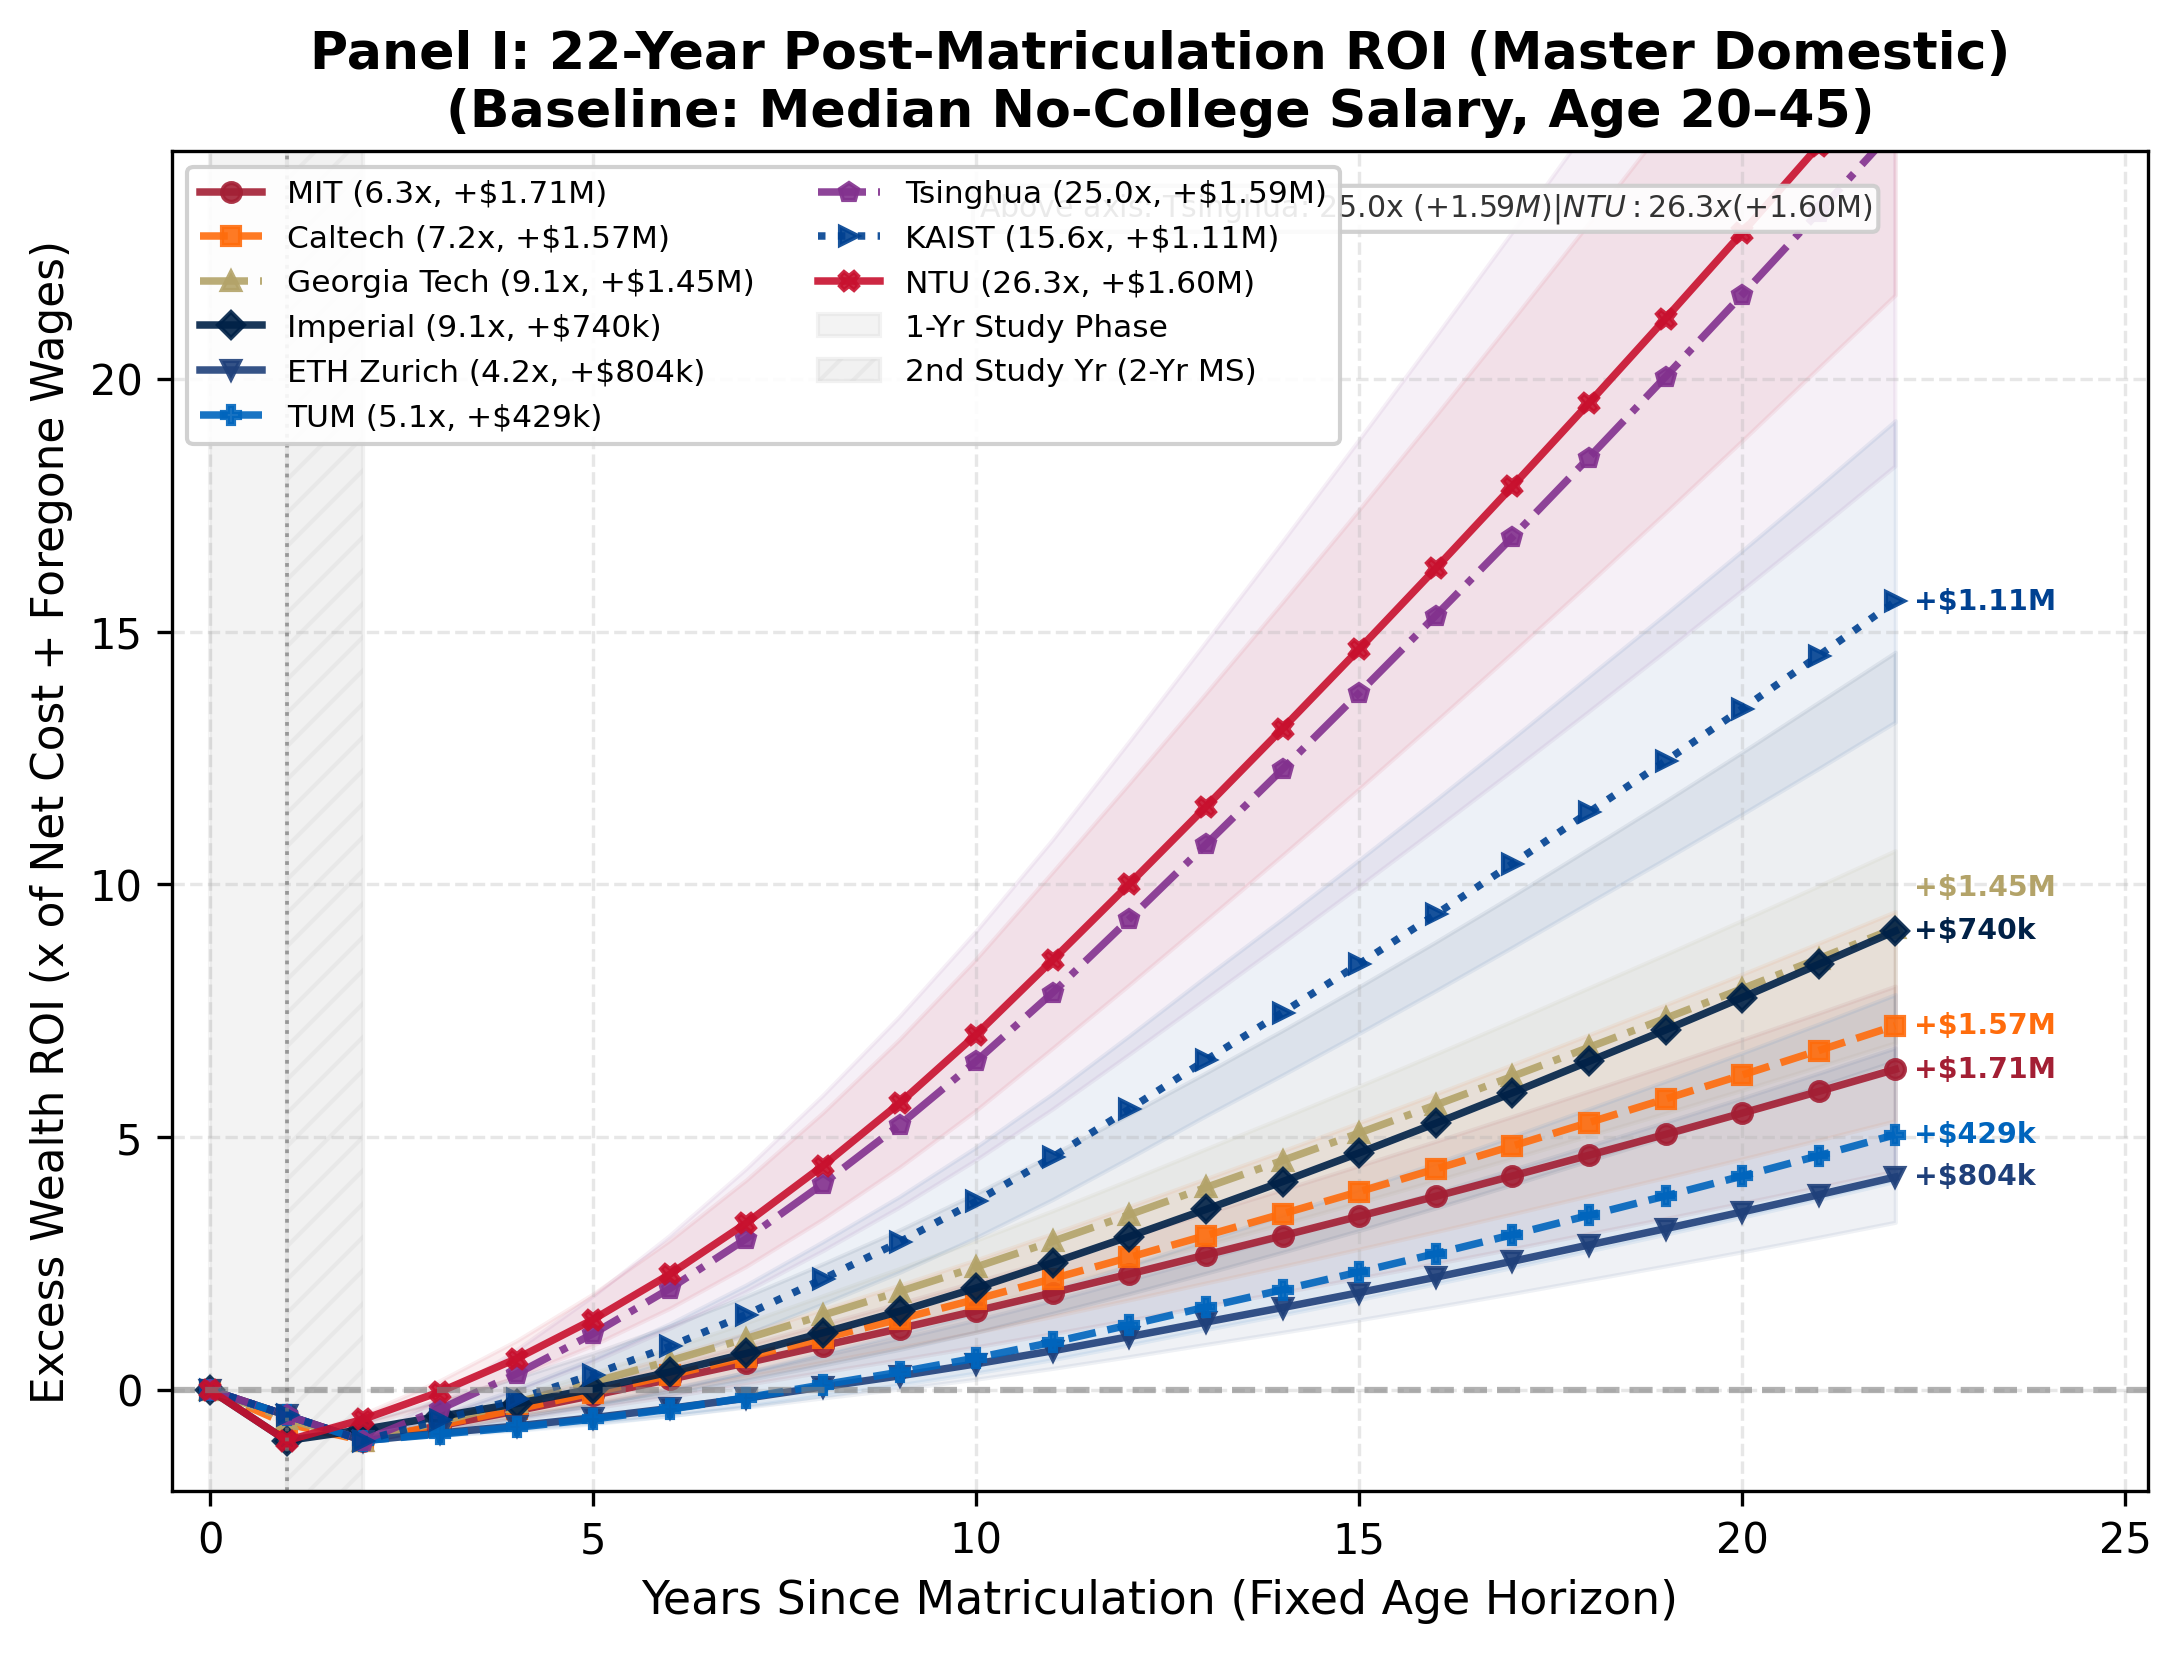 Panel I: 22-Year Post-Matriculation ROI (Master Domestic)
(Baseline: Median No-College Salary, Age 20–45)
Excess Wealth ROI (x of Net Cost + Foregone Wages)
MIT (6.3x, +$1.71M)
Caltech (7.2x, +$1.57M)
Georgia Tech (9.1x, +$1.45M)
Imperial (9.1x, +$740k)
ETH Zurich (4.2x, +$804k)
TUM (5.1x, +$429k)
Tsinghua (25.0x, +$1.59M)
KAIST (15.6x, +$1.11M)
NTU (26.3x, +$1.60M)
1-Yr Study Phase
2nd Study Yr (2-Yr MS)
Above axis: Tsinghua: 25.0x (+1.59M)|NTU : 26.3x(+1.60M)
20
15
10
5
0
+$1.11M
+$1.45M
+$740k
+$1.57M
+$1.71M
+$429k
+$804k
0 5 10 15 20 25
Years Since Matriculation (Fixed Age Horizon)